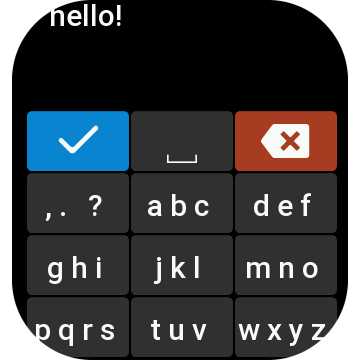 hello!
,. ?
abc
def
ghi
jkl
mno
pqrs
tuv
wxyz